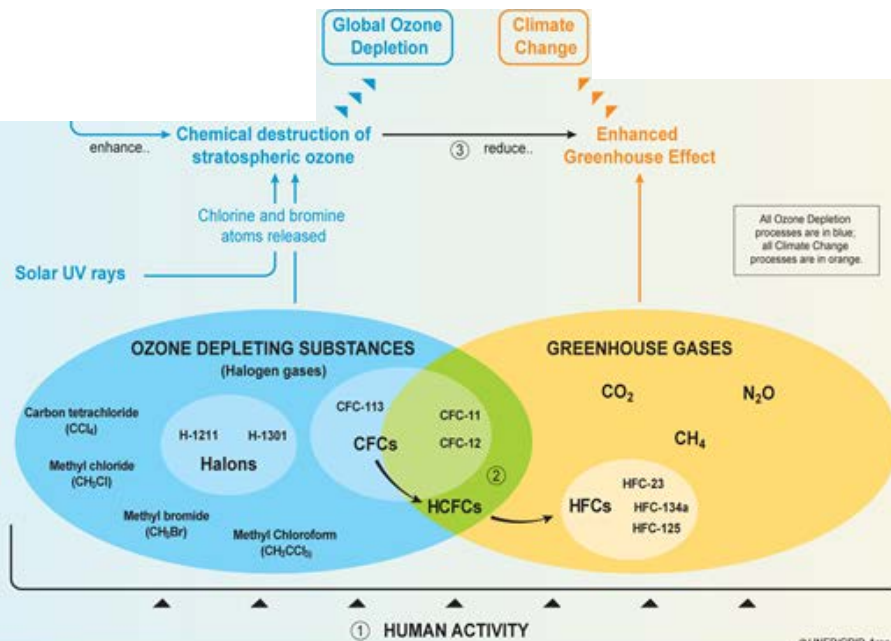 Global Ozone
Depletion
Climate
Change
enhance..
Chemical destruction of
stratospheric ozone
③ reduce..
Enhanced
Greenhouse Effect
Chlorine and bromine
atoms released
Solar UV rays
All Ozone Depletion
processes are in blue;
all Climate Change
processes are in orange.
OZONE DEPLETING SUBSTANCES
(Halogen gases)
GREENHOUSE GASES
Carbon tetrachloride
(CCl₄)
H-1211 H-1301
Halons
CFC-113
CFCs
CFC-11
CFC-12
Methyl chloride
(CH₃Cl)
Methyl bromide
(CH₃Br)
Methyl Chloroform
(CH₃CCl₃)
②
HCFCs
CO₂
N₂O
CH₄
HFC-23
HFCs HFC-134a
HFC-125
① HUMAN ACTIVITY